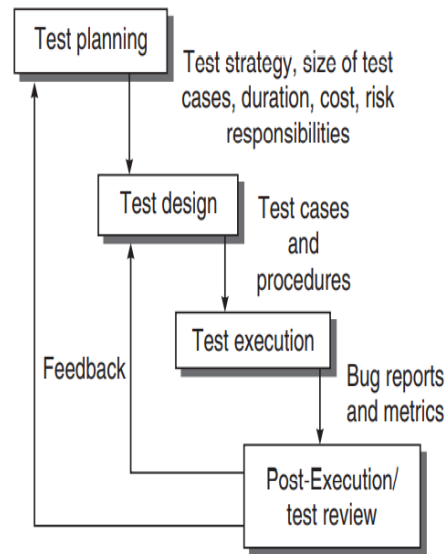 Test planning
Test strategy, size of test
cases, duration, cost, risk
responsibilities
Test design
Test cases
and
procedures
Test execution
Feedback
Bug reports
and metrics
Post-Execution/
test review